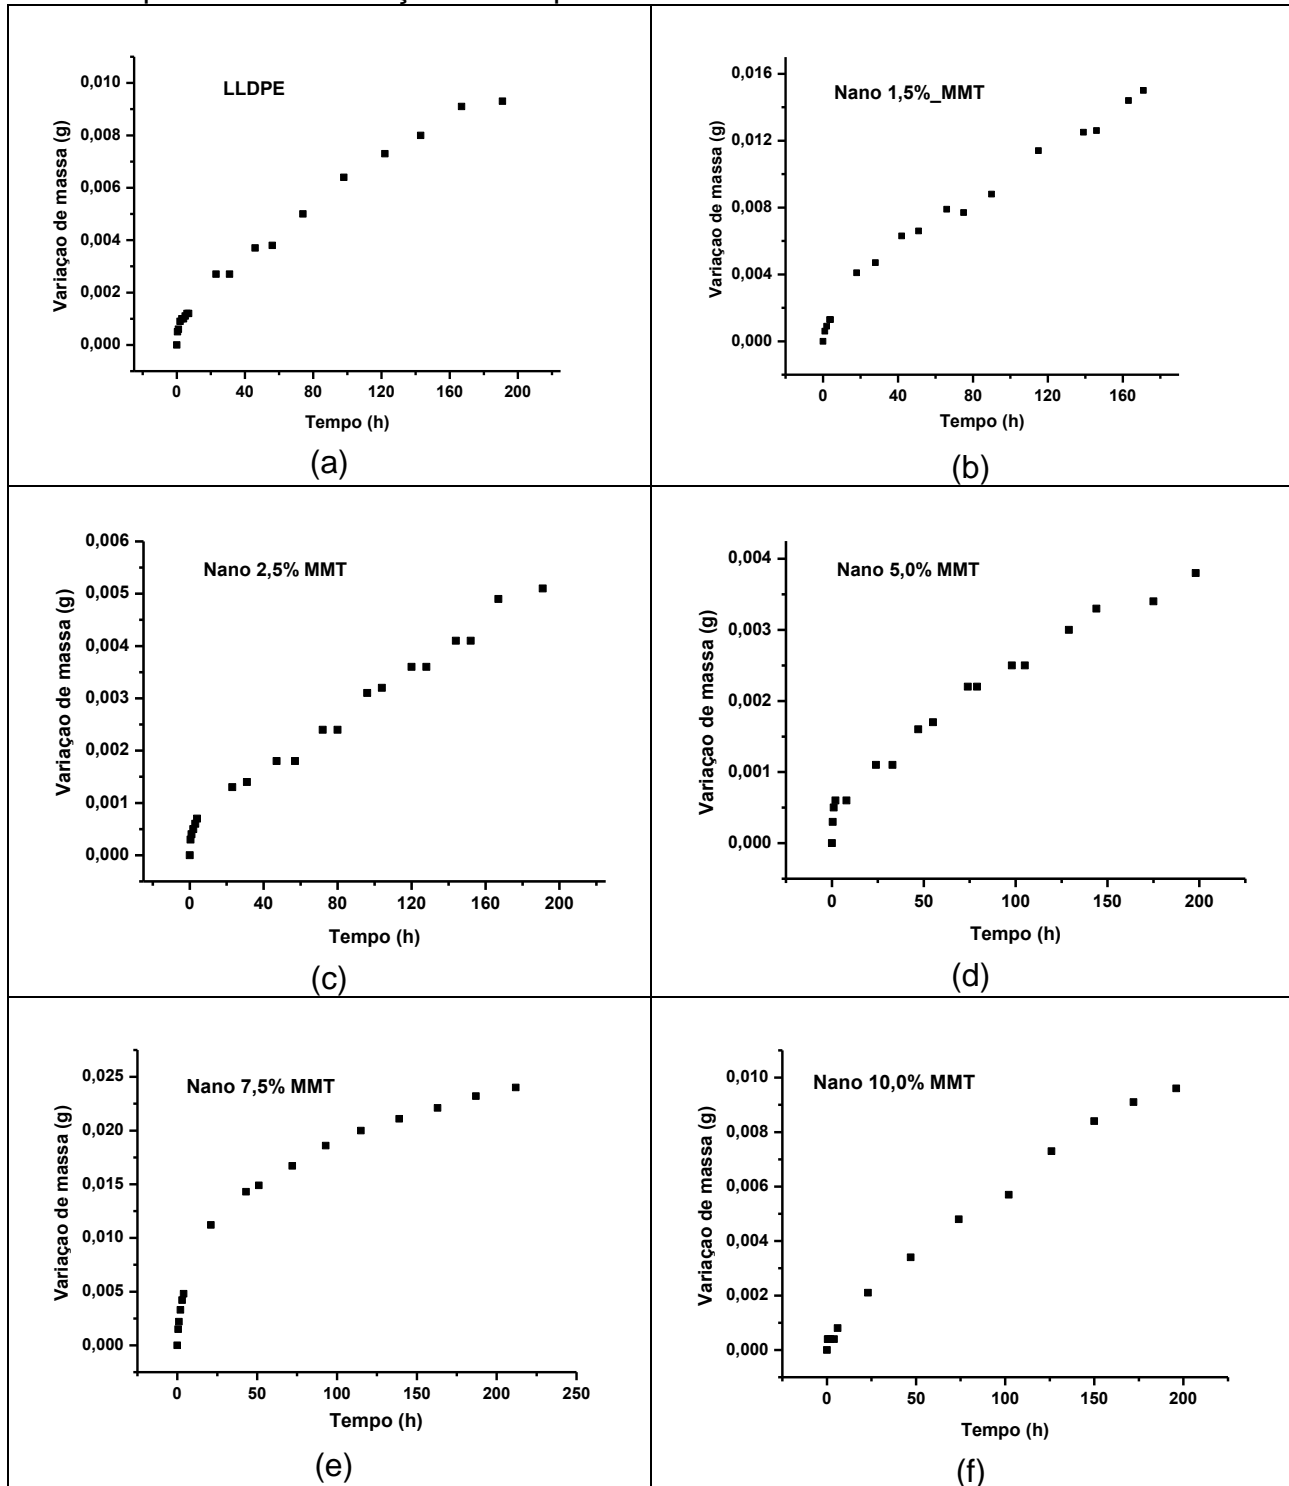 LLDPE
0,010
0,008
0,006
0,004
0,002
0,000
Variaçao de massa (g)
0 40 80 120 160 200
Tempo (h)
(a)
Nano 1,5%_MMT
0,016
0,012
0,008
0,004
0,000
Variaçao de massa (g)
0 40 80 120 160
Tempo (h)
(b)
Nano 2,5% MMT
0,006
0,005
0,004
0,003
0,002
0,001
0,000
Variaçao de massa (g)
0 40 80 120 160 200
Tempo (h)
(c)
Nano 5,0% MMT
0,004
0,003
0,002
0,001
0,000
Variaçao de massa (g)
0 50 100 150 200
Tempo (h)
(d)
Nano 7,5% MMT
0,025
0,020
0,015
0,010
0,005
0,000
Variaçao de massa (g)
0 50 100 150 200 250
Tempo (h)
(e)
Nano 10,0% MMT
0,010
0,008
0,006
0,004
0,002
0,000
Variaçao de massa (g)
0 50 100 150 200
Tempo (h)
(f)